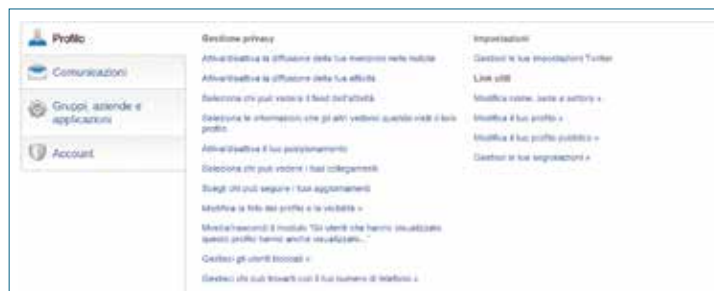 Profilo
Comunicazioni
Gruppi, aziende e
applicazioni
Account
Gestione privacy
Attiva/disattiva la diffusione delle tue menzioni nelle notizie
Attiva/disattiva la diffusione della tua attività
Seleziona chi può vedere il feed dell'attività
Seleziona le informazioni che gli altri vedono quando visiti il loro
profilo
Attiva/disattiva il tuo posizionamento
Seleziona chi può vedere i tuoi collegamenti
Scegli chi può seguire i tuoi aggiornamenti
Modifica la foto del profilo e la visibilità »
Mostra/nascondi il modulo "Gli utenti che hanno visualizzato
questo profilo hanno anche visualizzato..."
Gestisci gli utenti bloccati »
Gestisci chi può trovarti con il tuo numero di telefono »
Impostazioni
Gestisci le tue impostazioni Twitter
Link utili
Modifica nome, sede e settore »
Modifica il tuo profilo »
Modifica il tuo profilo pubblico »
Gestisci le tue segnalazioni »